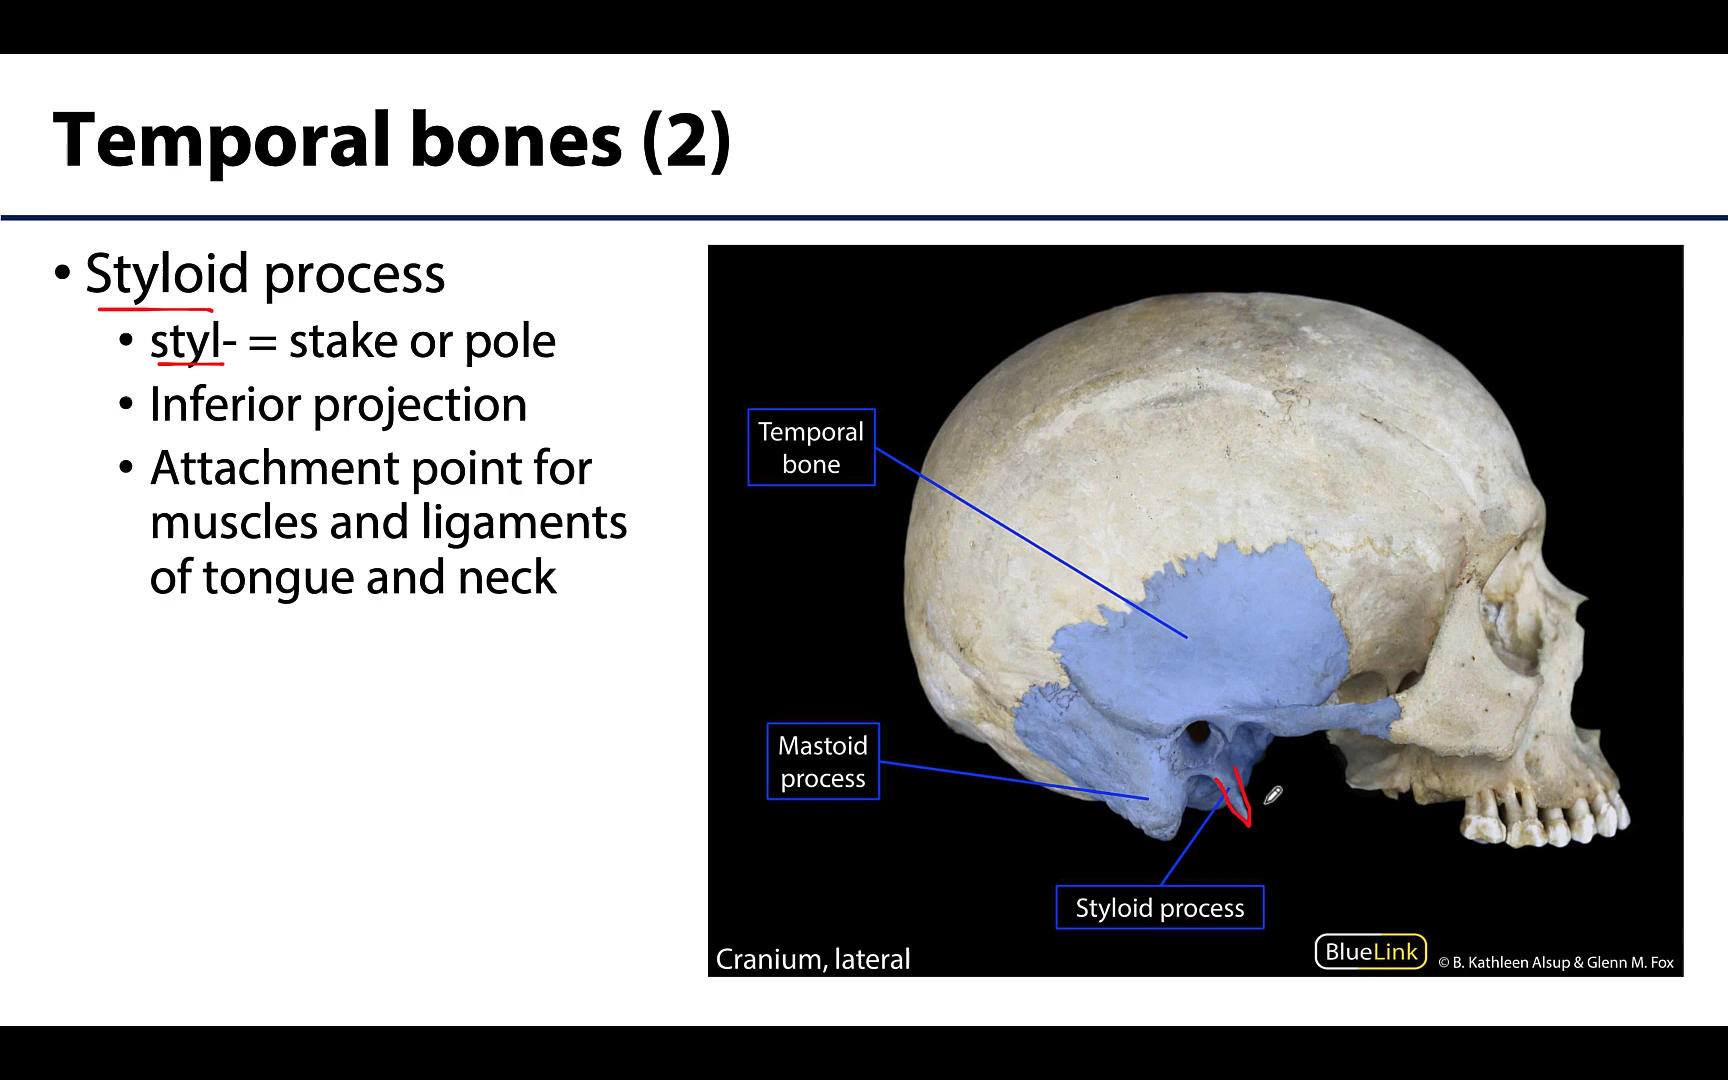 Temporal bones (2)
• Styloid process
• styl- = stake or pole
• Inferior projection
• Attachment point for
muscles and ligaments
of tongue and neck
Temporal
bone
Mastoid
process
Styloid process
Cranium, lateral
BlueLink
© B. Kathleen Alsup & Glenn M. Fox